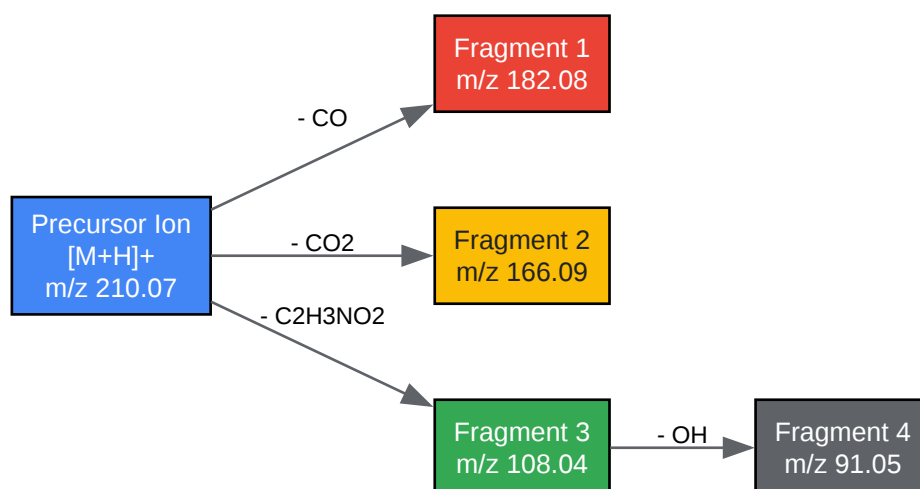 Fragment 1
m/z 182.08
- CO
Precursor Ion
[M+H]+
m/z 210.07
- CO2
Fragment 2
m/z 166.09
- C2H3NO2
Fragment 3
m/z 108.04
- OH
Fragment 4
m/z 91.05